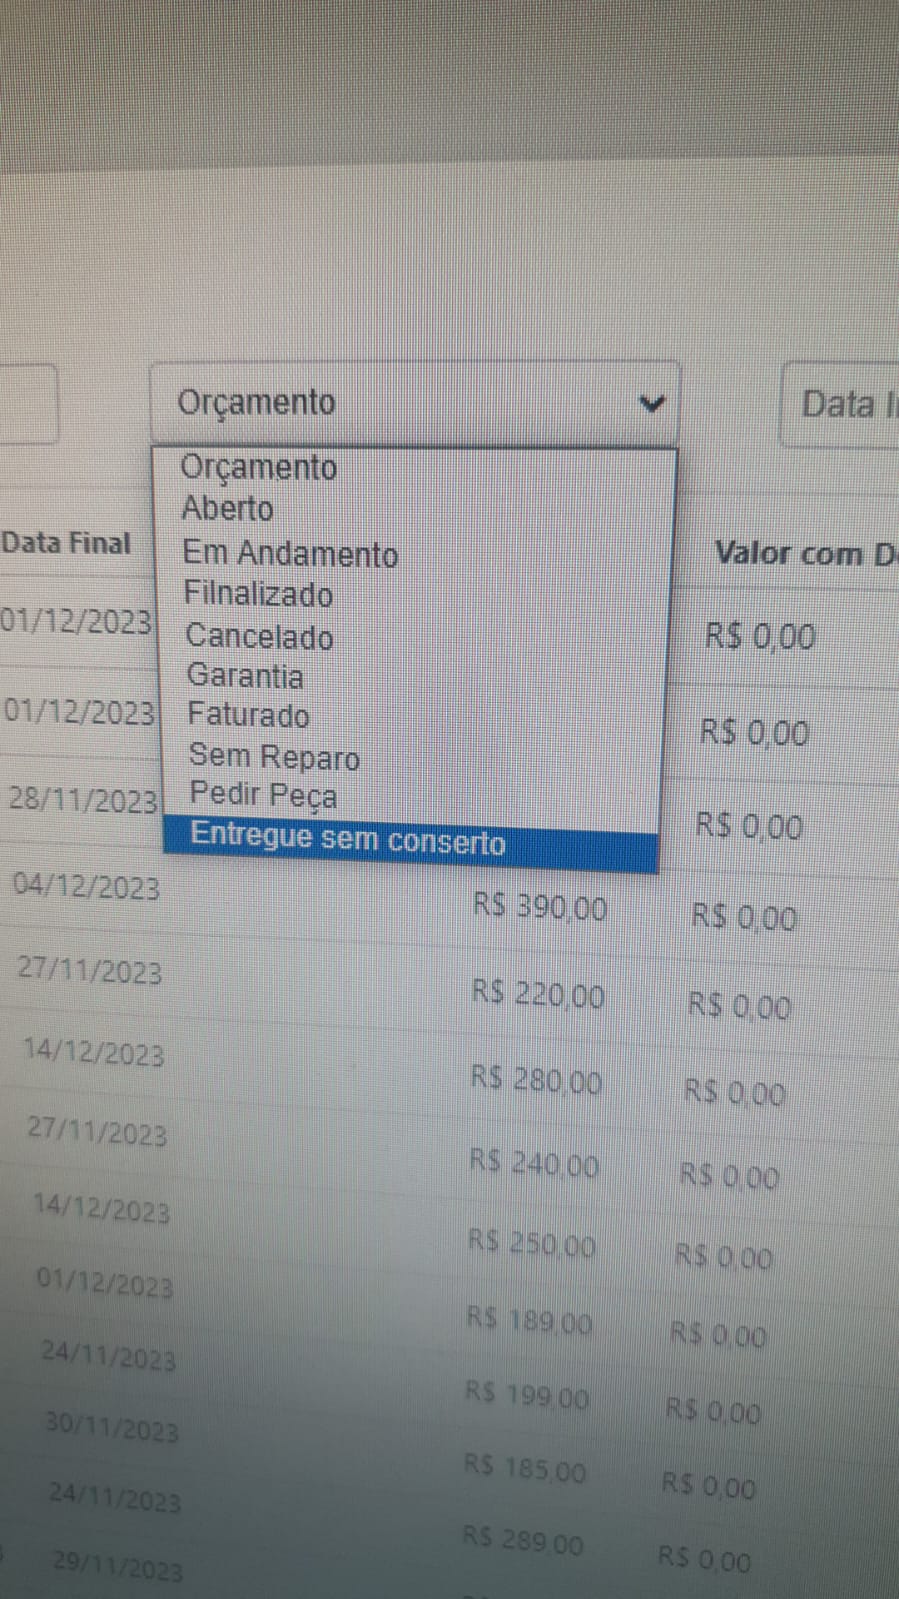 Orçamento
Data I
Orçamento
Aberto
Em Andamento
Filnalizado
Cancelado
Garantia
Faturado
Sem Reparo
Pedir Peça
Entregue sem conserto
Data Final Valor com D
01/12/2023 R$ 0,00
01/12/2023 R$ 0,00
28/11/2023 R$ 0,00
04/12/2023 R$ 390,00 R$ 0,00
27/11/2023 R$ 220,00 R$ 0,00
14/12/2023 R$ 280,00 R$ 0,00
27/11/2023 R$ 240,00 R$ 0,00
14/12/2023 R$ 250,00 R$ 0,00
01/12/2023 R$ 189,00 R$ 0,00
24/11/2023 R$ 199,00 R$ 0,00
30/11/2023 R$ 185,00 R$ 0,00
24/11/2023 R$ 289,00 R$ 0,00
29/11/2023